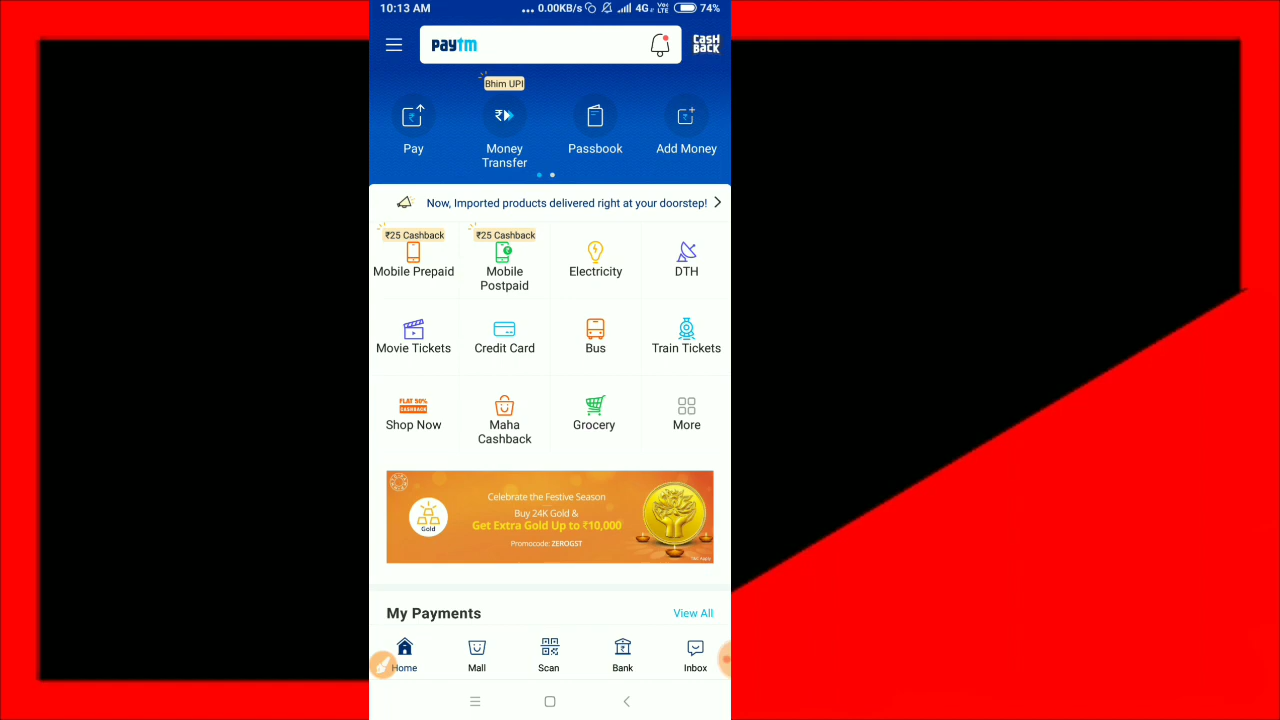 10:13 AM
... 0.00KB/s 4G VoLTE 74%
paytm
CASH
BACK
Bhim UPI
Pay
Money
Transfer
Passbook
Add Money
Now, Imported products delivered right at your doorstep!
₹25 Cashback
₹25 Cashback
Mobile Prepaid
Mobile
Postpaid
Electricity
DTH
Movie Tickets
Credit Card
Bus
Train Tickets
FLAT 50%
CASHBACK
Shop Now
Maha
Cashback
Grocery
More
Celebrate the Festive Season
Buy 24K Gold &
Get Extra Gold Up to ₹10,000
Promocode: ZEROGST
Gold
My Payments
View All
Home
Mall
Scan
Bank
Inbox